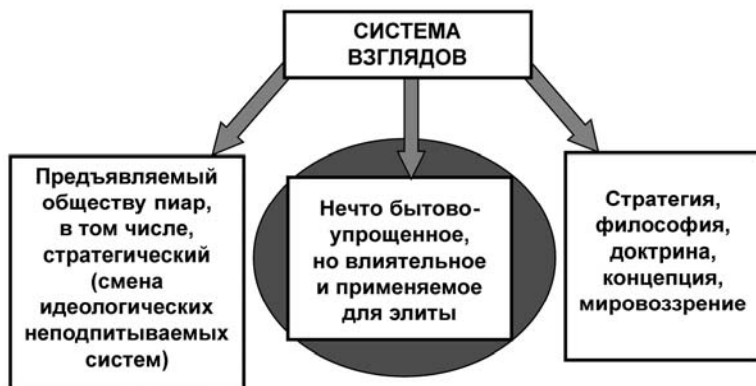 СИСТЕМА
ВЗГЛЯДОВ
Предъявляемый
обществу пиар,
в том числе,
стратегический
(смена
идеологических
неподпитываемых
систем)
Нечто бытово-
упрощенное,
но влиятельное
и применяемое
для элиты
Стратегия,
философия,
доктрина,
концепция,
мировоззрение